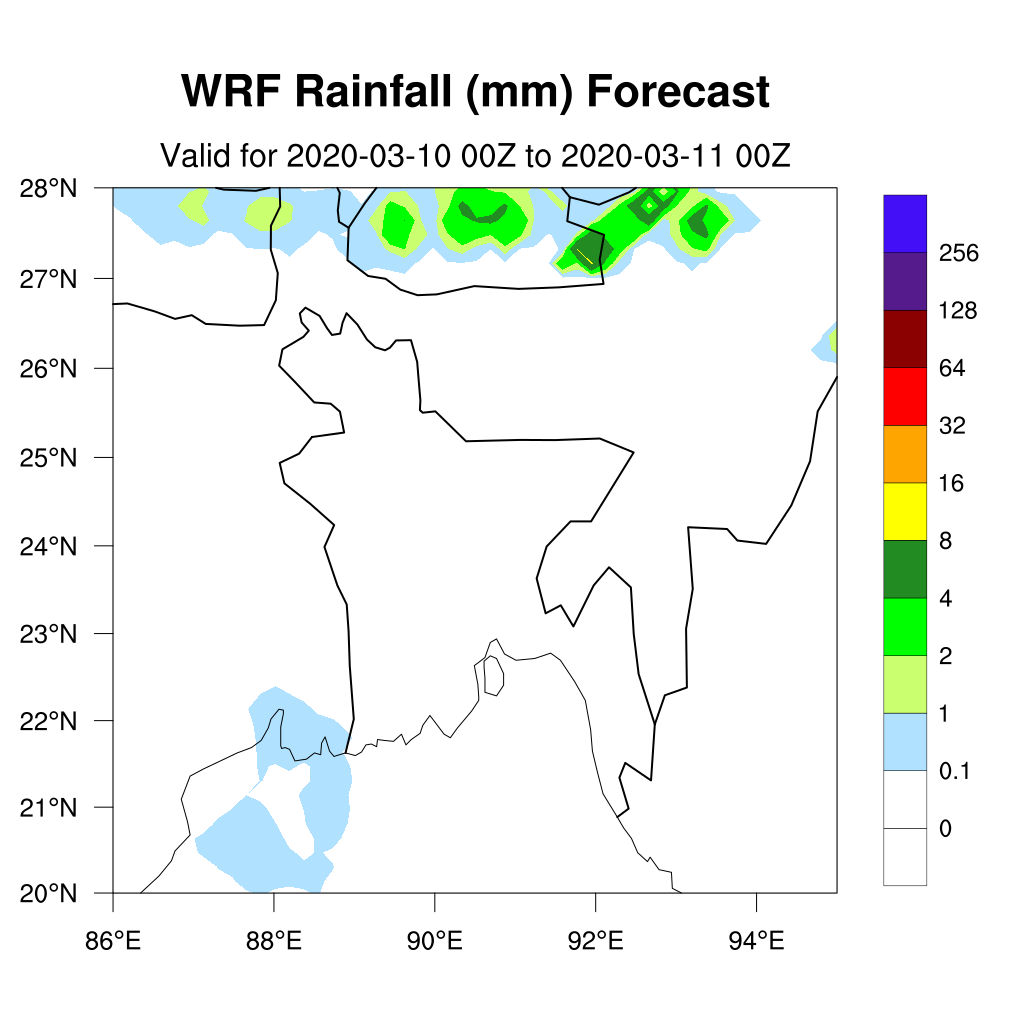 WRF Rainfall (mm) Forecast
Valid for 2020-03-10 00Z to 2020-03-11 00Z
28°N
27°N
26°N
25°N
24°N
23°N
22°N
21°N
20°N
86°E 88°E 90°E 92°E 94°E
256
128
64
32
16
8
4
2
1
0.1
0